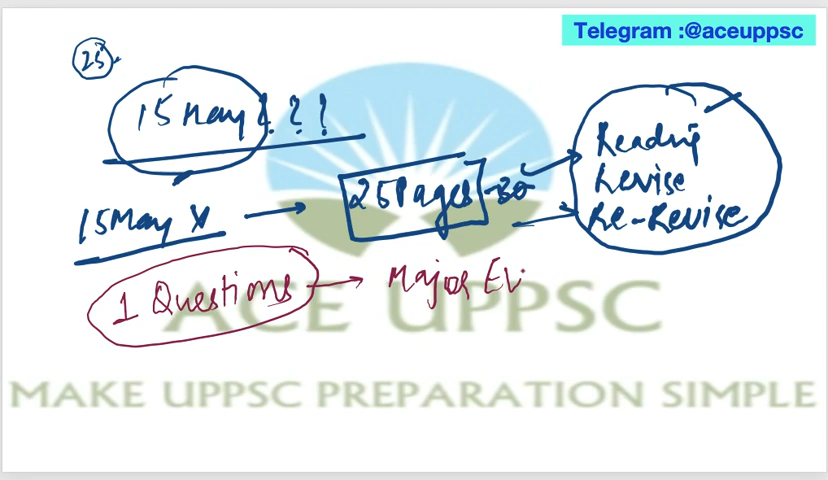 Telegram :@aceuppsc
25
15 May ???
15 May X → 25 Pages -30
Reading
Revise
Re-Revise
1 Questions → Major Ev
ACE UPPSC
MAKE UPPSC PREPARATION SIMPLE